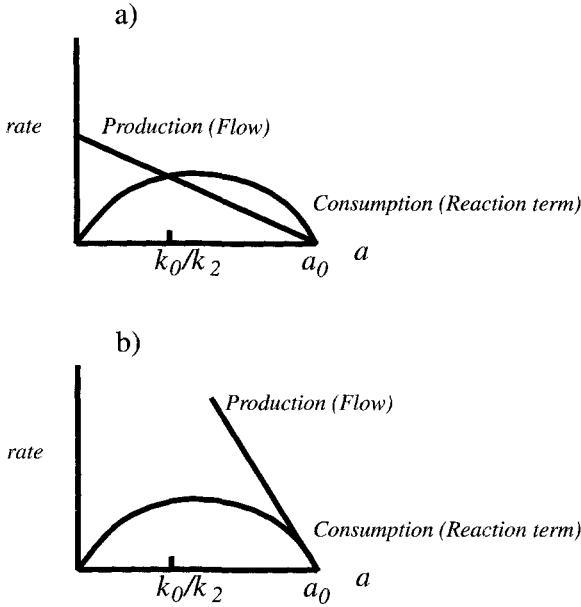 a)
rate
Production (Flow)
Consumption (Reaction term)
k0/k2
a0
a
b)
Production (Flow)
rate
Consumption (Reaction term)
k0/k2
a0
a